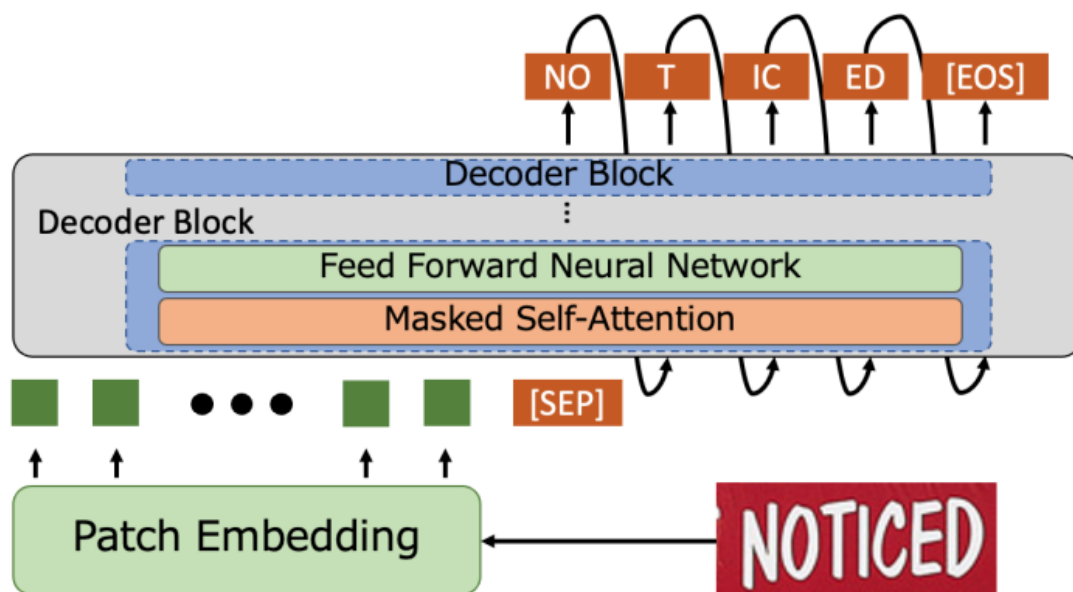 NO T IC ED [EOS]
Decoder Block
Decoder Block
Feed Forward Neural Network
Masked Self-Attention
[SEP]
Patch Embedding
NOTICED